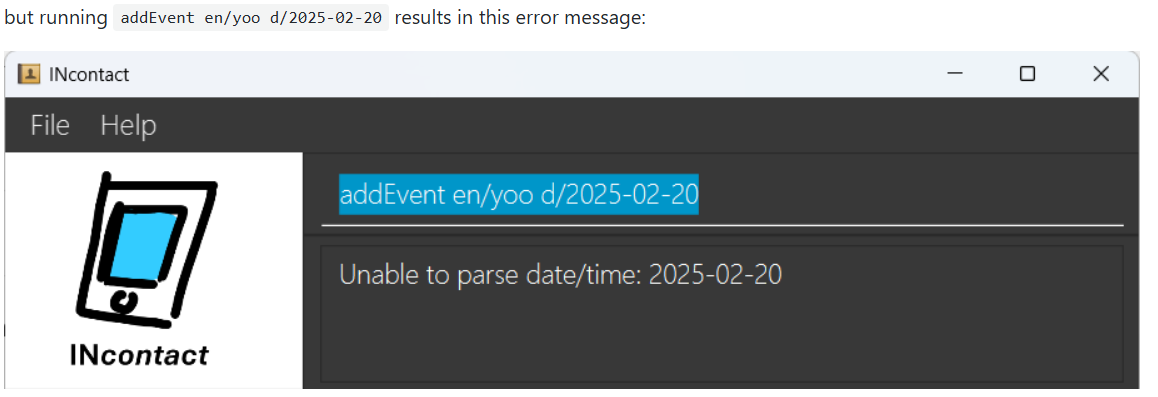 but running addEvent en/yoo d/2025-02-20 results in this error message:
INcontact
File Help
addEvent en/yoo d/2025-02-20
Unable to parse date/time: 2025-02-20
INcontact